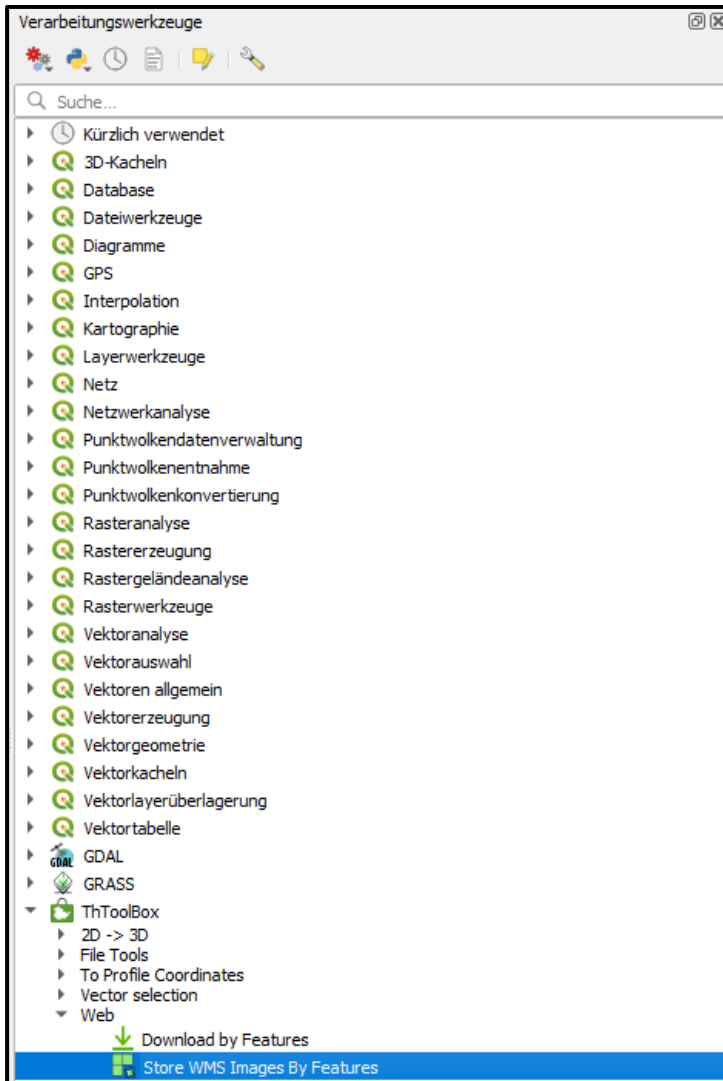 Verarbeitungswerkzeuge
Suche...
Kürzlich verwendet
3D-Kacheln
Database
Dateiwerkzeuge
Diagramme
GPS
Interpolation
Kartographie
Layerwerkzeuge
Netz
Netzwerkanalyse
Punktwolkendatenverwaltung
Punktwolkenentnahme
Punktwolkenkonvertierung
Rasteranalyse
Rastererzeugung
Rastergeländeanalyse
Rasterwerkzeuge
Vektoranalyse
Vektorauswahl
Vektoren allgemein
Vektorerzeugung
Vektorgeometrie
Vektorkacheln
Vektorlayerüberlagerung
Vektortabelle
GDAL GDAL
GRASS
ThToolBox
2D -> 3D
File Tools
To Profile Coordinates
Vector selection
Web
Download by Features
Store WMS Images By Features